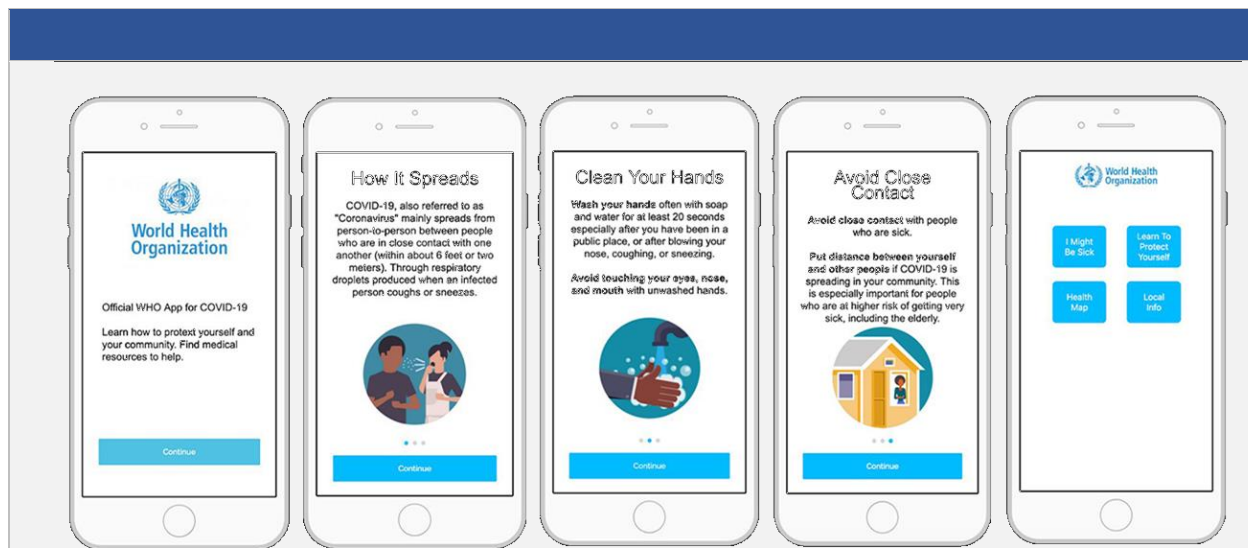 World Health
Organization
Official WHO App for COVID-19
Learn how to protext yourself and
your community. Find medical
resources to help.
Continue
How It Spreads
COVID-19, also referred to as
"Coronavirus" mainly spreads from
person-to-person between people
who are in close contact with one
another (within about 6 feet or two
meters). Through respiratory
droplets produced when an infected
person coughs or sneezes.
Continue
Clean Your Hands
Wash your hands often with soap
and water for at least 20 seconds
especially after you have been in a
public place, or after blowing your
nose, coughing, or sneezing.
Avoid touching your eyes, nose,
and mouth with unwashed hands.
Continue
Avoid Close
Contact
Avoid close contact with people
who are sick.
Put distance between yourself
and other people if COVID-19 is
spreading in your community. This
is especially important for people
who are at higher risk of getting very
sick, including the elderly.
Continue
World Health
Organization
I Might
Be Sick
Learn To
Protect
Yourself
Health
Map
Local
Info